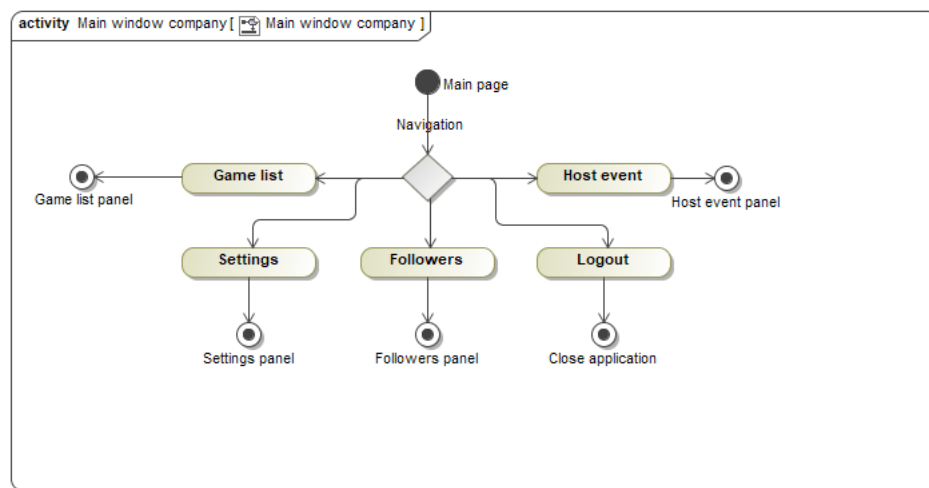 activity Main window company [ Main window company ]
Main page
Navigation
Game list
Host event
Game list panel
Host event panel
Settings
Followers
Logout
Settings panel
Followers panel
Close application